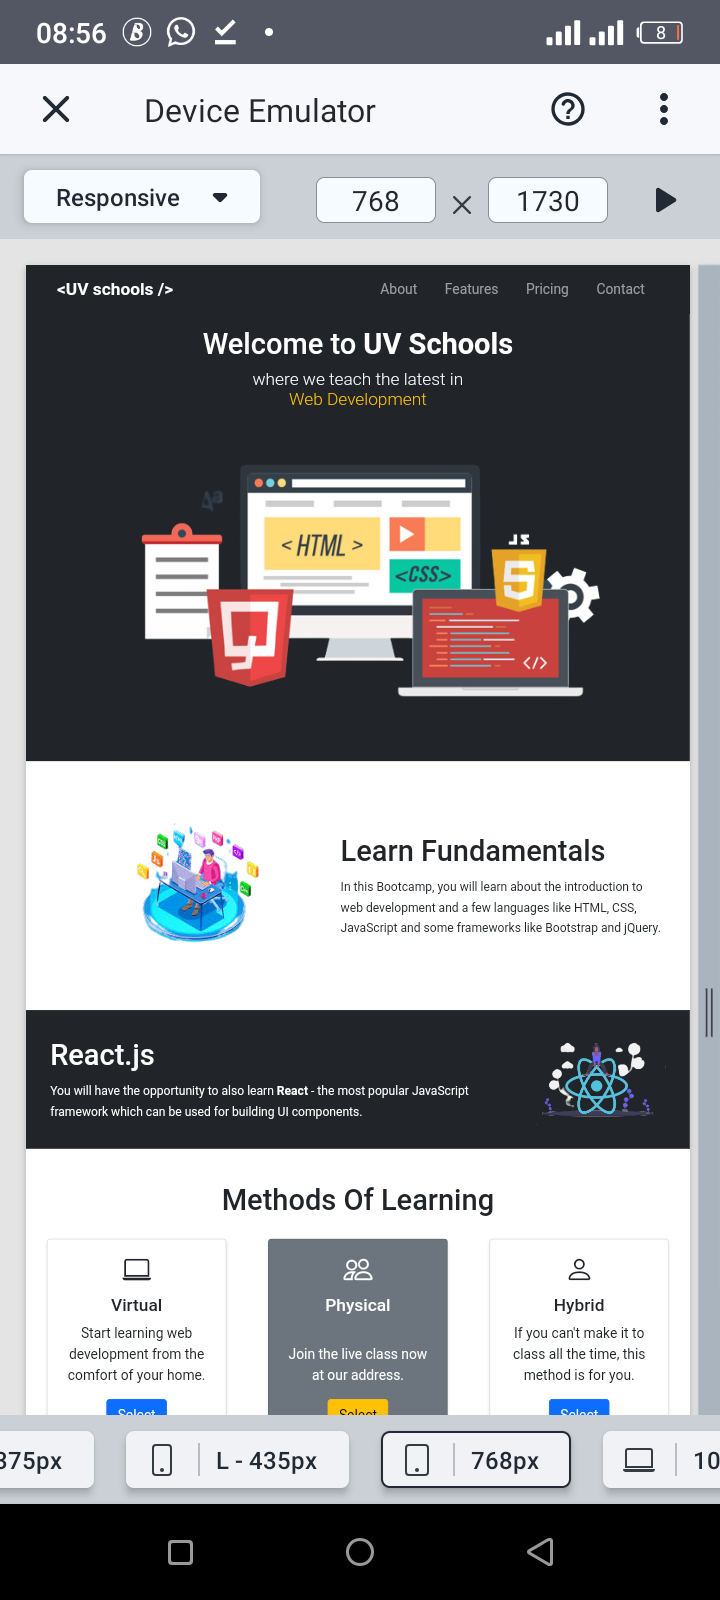 08:56
8
Device Emulator
Responsive
768 × 1730
<UV schools />
About Features Pricing Contact
Welcome to UV Schools
where we teach the latest in
Web Development
< HTML >
<CSS>
JS
5
</>
Learn Fundamentals
In this Bootcamp, you will learn about the introduction to
web development and a few languages like HTML, CSS,
JavaScript and some frameworks like Bootstrap and jQuery.
React.js
You will have the opportunity to also learn React - the most popular JavaScript
framework which can be used for building UI components.
Methods Of Learning
Virtual
Start learning web
development from the
comfort of your home.
Select
Physical
Join the live class now
at our address.
Select
Hybrid
If you can't make it to
class all the time, this
method is for you.
Select
375px
L - 435px
768px
10